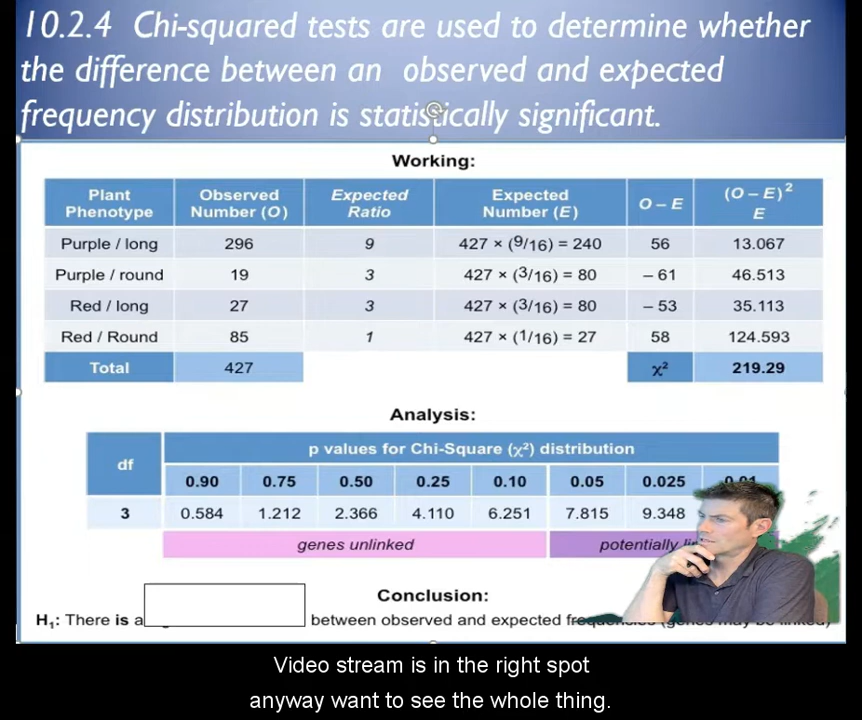 10.2.4 Chi-squared tests are used to determine whether
the difference between an observed and expected
frequency distribution is statistically significant.
Working:
Plant Phenotype Observed Number (O) Expected Ratio Expected Number (E) O – E (O – E)² E
Purple / long 296 9 427 × (9/16) = 240 56 13.067
Purple / round 19 3 427 × (3/16) = 80 – 61 46.513
Red / long 27 3 427 × (3/16) = 80 – 53 35.113
Red / Round 85 1 427 × (1/16) = 27 58 124.593
Total 427 χ² 219.29
Analysis:
df p values for Chi-Square (χ²) distribution
0.90 0.75 0.50 0.25 0.10 0.05 0.025 0.01
3 0.584 1.212 2.366 4.110 6.251 7.815 9.348
genes unlinked potentially
Conclusion:
H₁: There is a between observed and expected frequencies (genes may be linked)
Video stream is in the right spot
anyway want to see the whole thing.